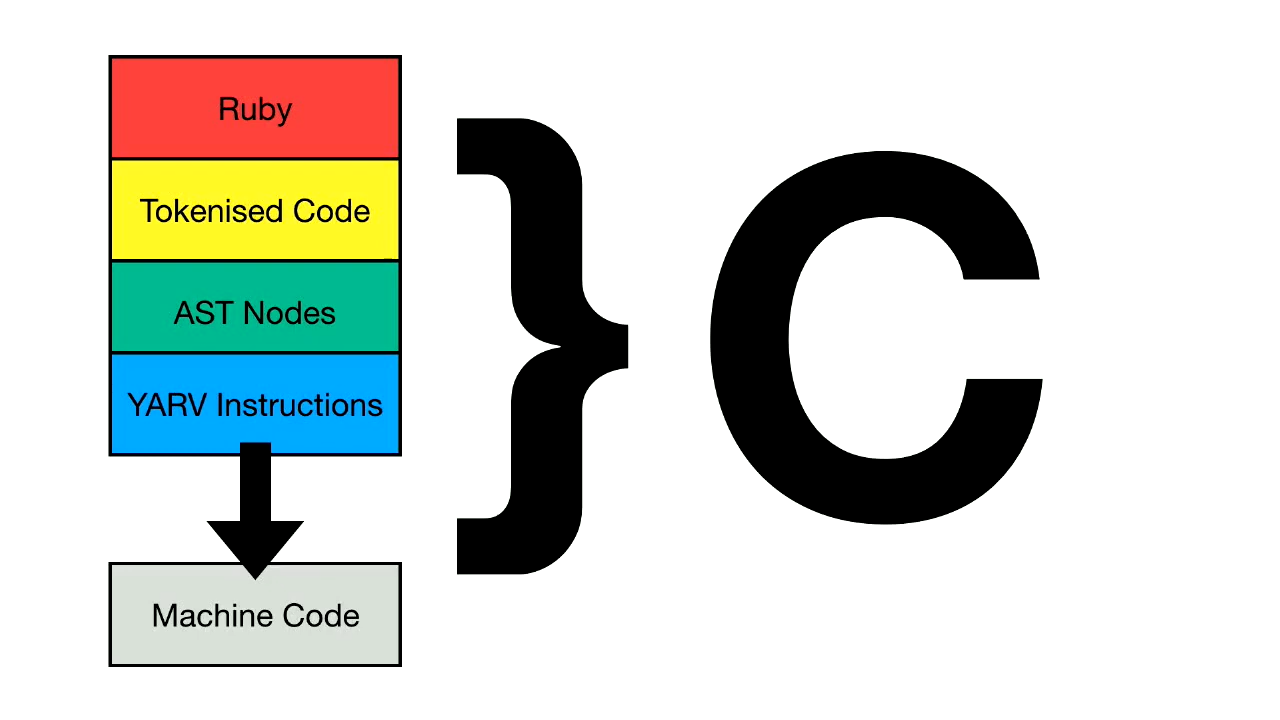 Ruby
Tokenised Code
AST Nodes
YARV Instructions
Machine Code
}
C